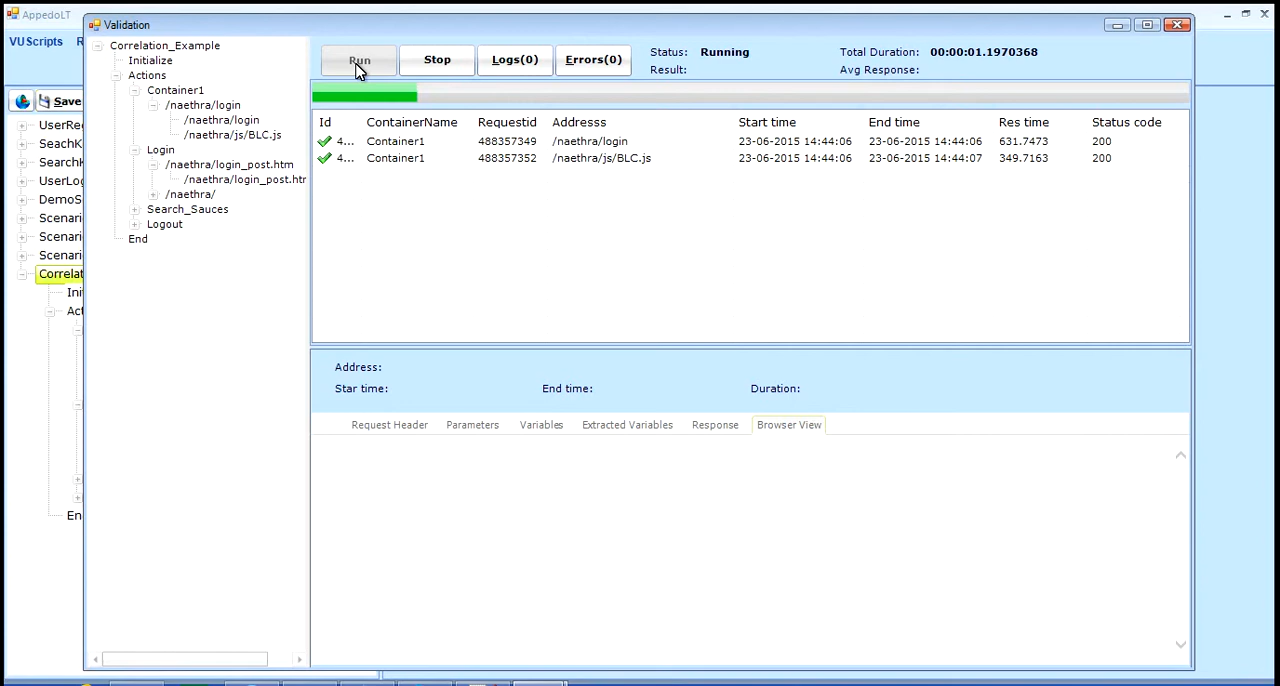 AppedoLT
VUScripts
R
Save
UserRe
SeachK
SearchK
UserLog
DemoS
Scenari
Scenari
Scenari
Correlat
Ini
Act
En
Validation
Correlation_Example
Initialize
Actions
Container1
/naethra/login
/naethra/login
/naethra/js/BLC.js
Login
/naethra/login_post.htm
/naethra/login_post.htr
/naethra/
Search_Sauces
Logout
End
Run Stop Logs(0) Errors(0)
Status: Running
Result:
Total Duration: 00:00:01.1970368
Avg Response:
Id ContainerName Requestid Addresss Start time End time Res time Status code
4... Container1 488357349 /naethra/login 23-06-2015 14:44:06 23-06-2015 14:44:06 631.7473 200
4... Container1 488357352 /naethra/js/BLC.js 23-06-2015 14:44:06 23-06-2015 14:44:07 349.7163 200
Address:
Star time: End time: Duration:
Request Header Parameters Variables Extracted Variables Response Browser View